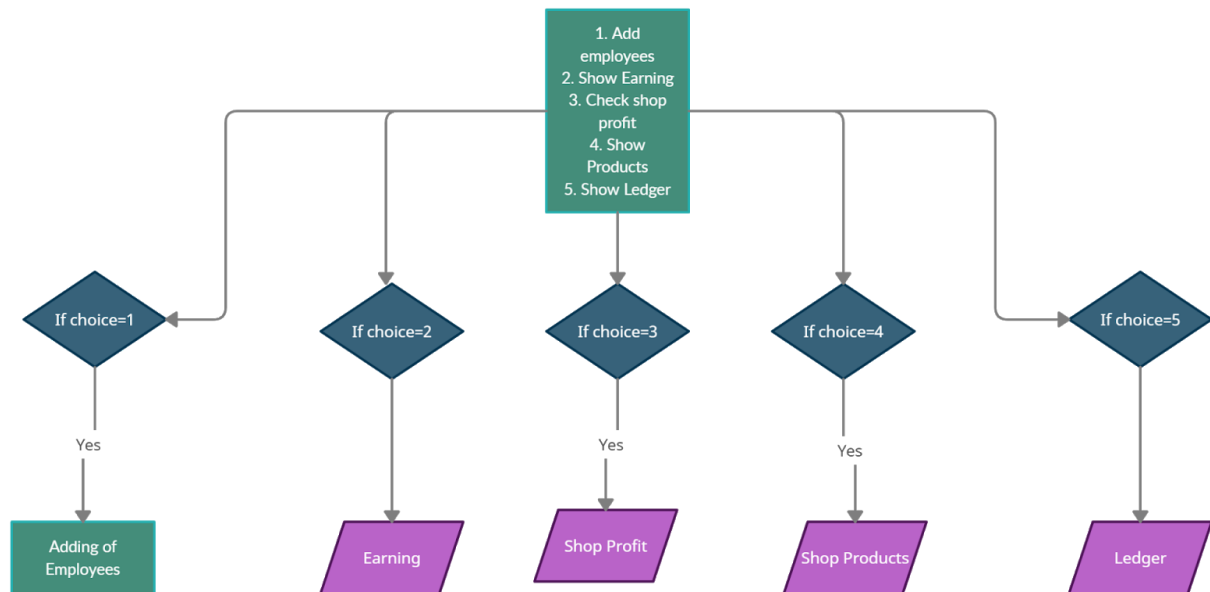 1. Add
employees
2. Show Earning
3. Check shop
profit
4. Show
Products
5. Show Ledger
If choice=1
If choice=2
If choice=3
If choice=4
If choice=5
Yes
Yes
Yes
Adding of
Employees
Earning
Shop Profit
Shop Products
Ledger